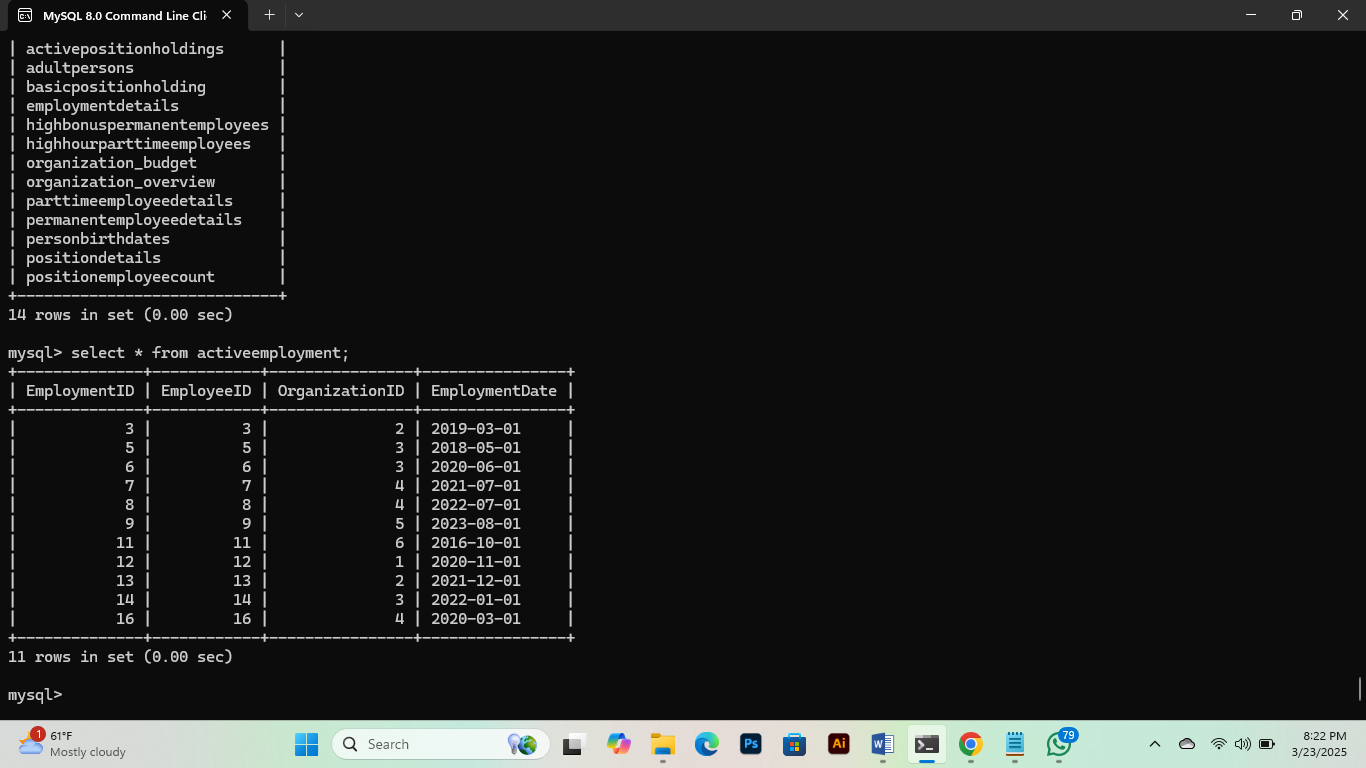 MySQL 8.0 Command Line Cli
| activepositionholdings |
| adultpersons |
| basicpositionholding |
| employmentdetails |
| highbonuspermanentemployees |
| highhourparttimeemployees |
| organization_budget |
| organization_overview |
| parttimeemployeedetails |
| permanentemployeedetails |
| personbirthdates |
| positiondetails |
| positionemployeecount |
+-----------------------------+
14 rows in set (0.00 sec)
mysql> select * from activeemployment;
+--------------+------------+----------------+----------------+
| EmploymentID | EmployeeID | OrganizationID | EmploymentDate |
+--------------+------------+----------------+----------------+
| 3 | 3 | 2 | 2019-03-01 |
| 5 | 5 | 3 | 2018-05-01 |
| 6 | 6 | 3 | 2020-06-01 |
| 7 | 7 | 4 | 2021-07-01 |
| 8 | 8 | 4 | 2022-07-01 |
| 9 | 9 | 5 | 2023-08-01 |
| 11 | 11 | 6 | 2016-10-01 |
| 12 | 12 | 1 | 2020-11-01 |
| 13 | 13 | 2 | 2021-12-01 |
| 14 | 14 | 3 | 2022-01-01 |
| 16 | 16 | 4 | 2020-03-01 |
+--------------+------------+----------------+----------------+
11 rows in set (0.00 sec)
mysql>
1
61°F
Mostly cloudy
Search
Ps
Ai
W
79
8:22 PM
3/23/2025